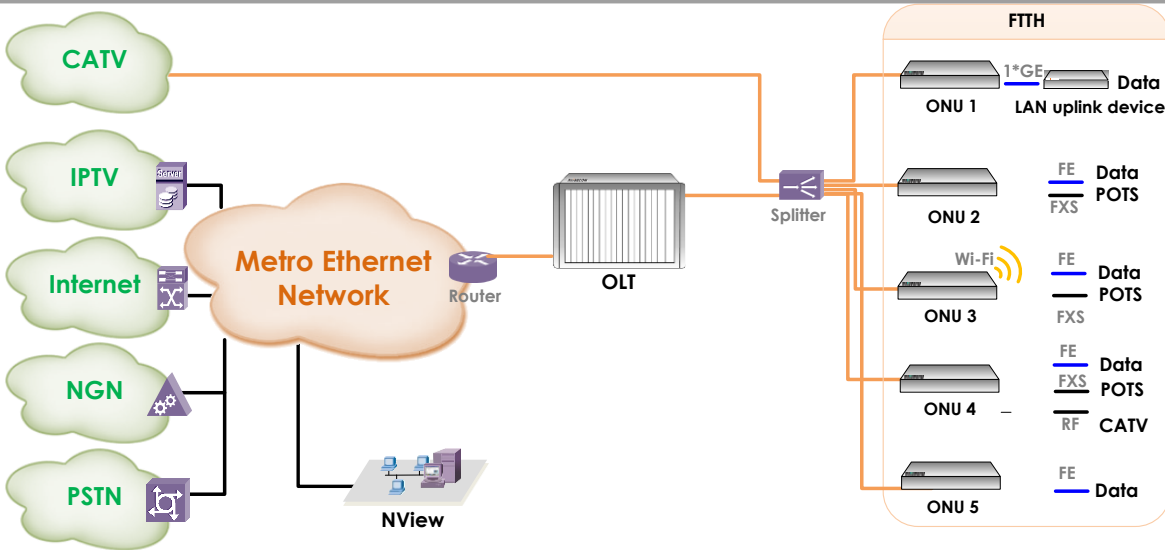 FTTH
CATV
1*GE
Data
ONU 1
LAN uplink device
IPTV
Server
FE
Data
POTS
ONU 2
FXS
Splitter
Metro Ethernet
Network
Internet
Router
OLT
Wi-Fi
FE
Data
POTS
ONU 3
FXS
NGN
FE
Data
FXS
POTS
ONU 4
RF
CATV
PSTN
NView
FE
Data
ONU 5